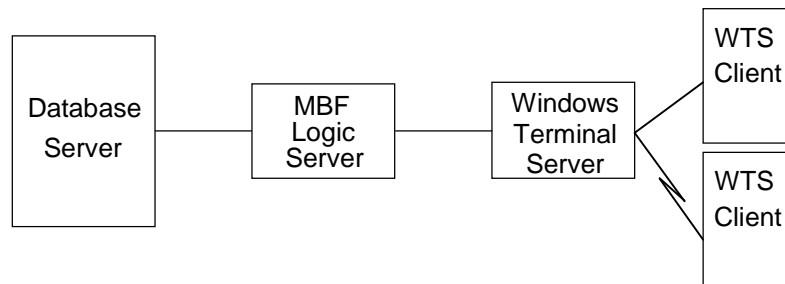 Database
Server
MBF
Logic
Server
Windows
Terminal
Server
WTS
Client
WTS
Client